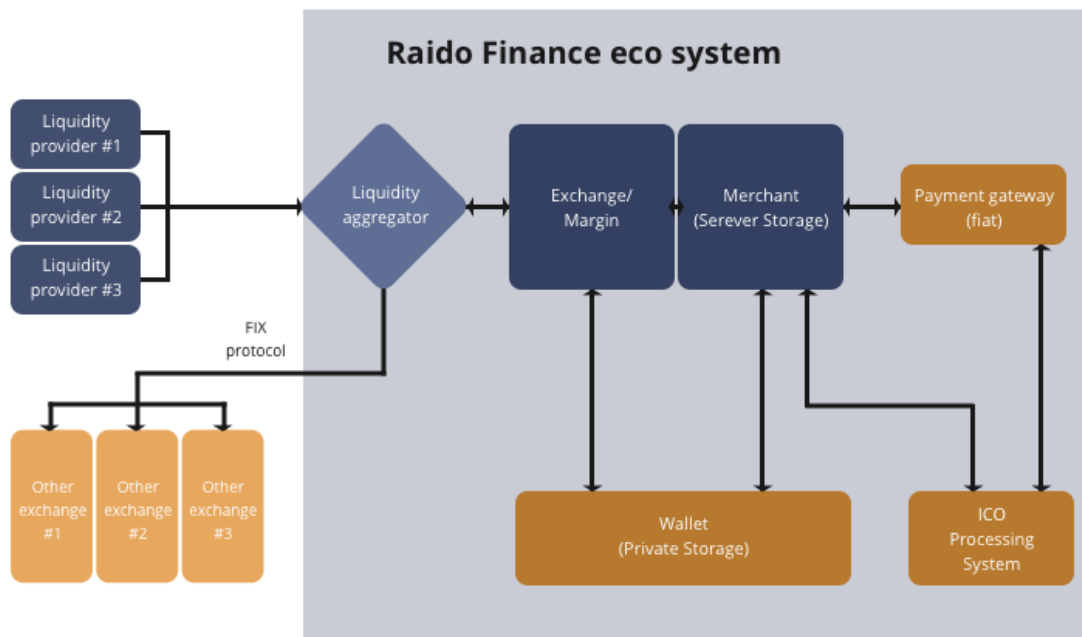 Raido Finance eco system
Liquidity
provider #1
Liquidity
provider #2
Liquidity
provider #3
Liquidity
aggregator
Exchange/
Margin
Merchant
(Serever Storage)
Payment gateway
(fiat)
FIX
protocol
Other
exchange
#1
Other
exchange
#2
Other
exchange
#3
Wallet
(Private Storage)
ICO
Processing
System